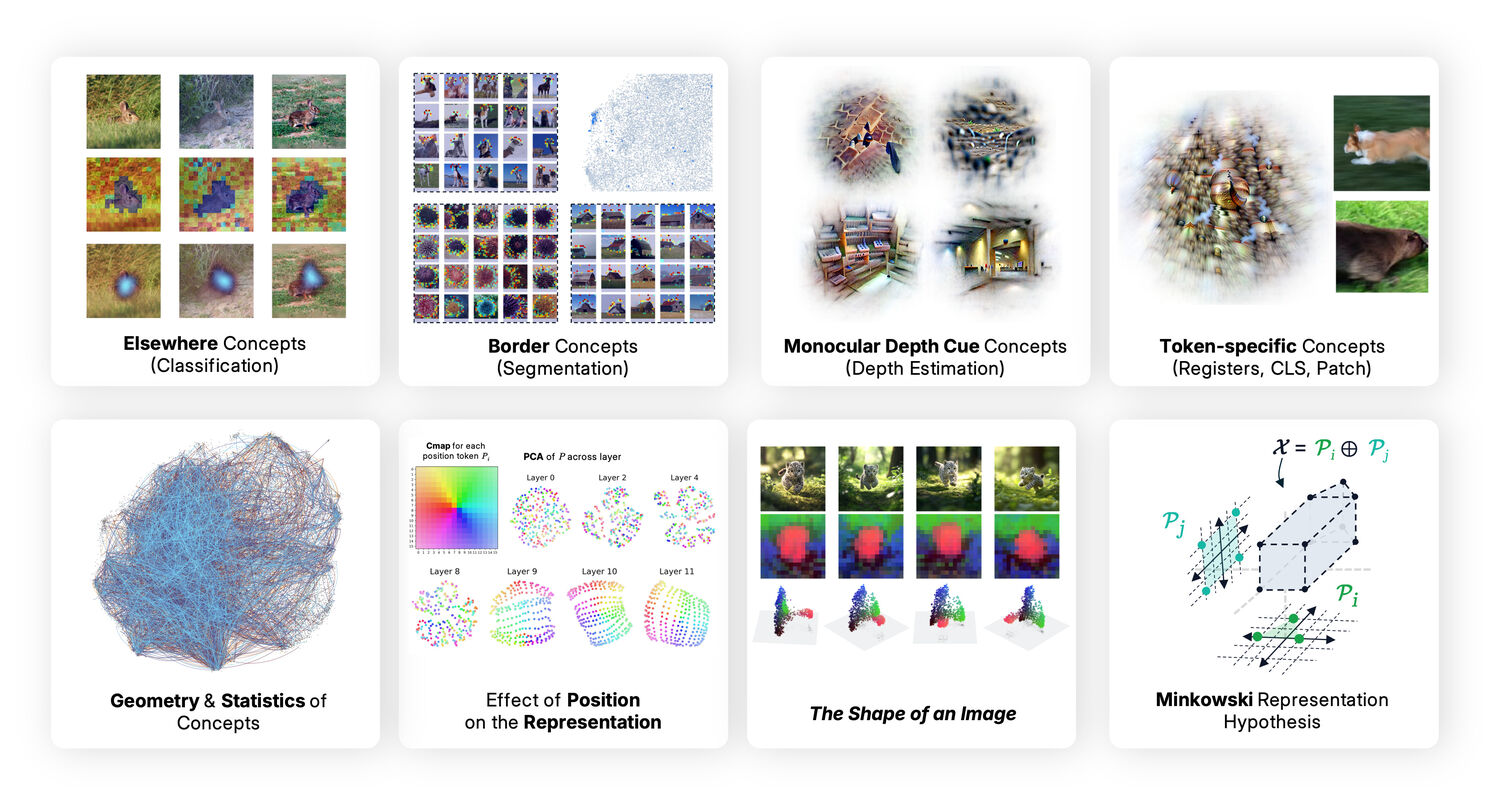 Elsewhere Concepts
(Classification)
Border Concepts
(Segmentation)
Monocular Depth Cue Concepts
(Depth Estimation)
Token-specific Concepts
(Registers, CLS, Patch)
Geometry & Statistics of
Concepts
Cmap for each
position token 𝒫ᵢ
PCA of P across layer
Layer 0
Layer 2
Layer 4
Layer 8
Layer 9
Layer 10
Layer 11
Effect of Position
on the Representation
The Shape of an Image
𝒳 = 𝒫ᵢ ⊕ 𝒫ⱼ
𝒫ⱼ
𝒫ᵢ
Minkowski Representation
Hypothesis